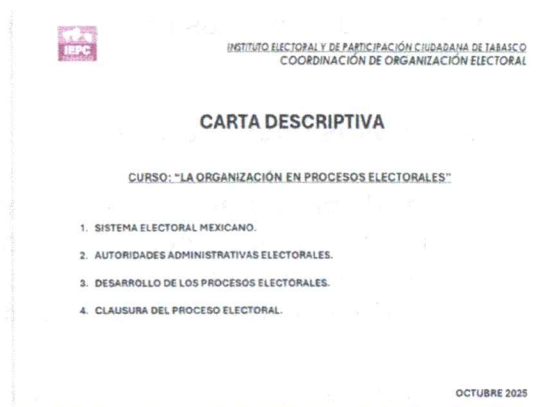 IEPC
TABASCO
INSTITUTO ELECTORAL Y DE PARTICIPACIÓN CIUDADANA DE TABASCO
COORDINACIÓN DE ORGANIZACIÓN ELECTORAL
CARTA DESCRIPTIVA
CURSO: "LA ORGANIZACIÓN EN PROCESOS ELECTORALES"
1. SISTEMA ELECTORAL MEXICANO.
2. AUTORIDADES ADMINISTRATIVAS ELECTORALES.
3. DESARROLLO DE LOS PROCESOS ELECTORALES.
4. CLAUSURA DEL PROCESO ELECTORAL.
OCTUBRE 2025